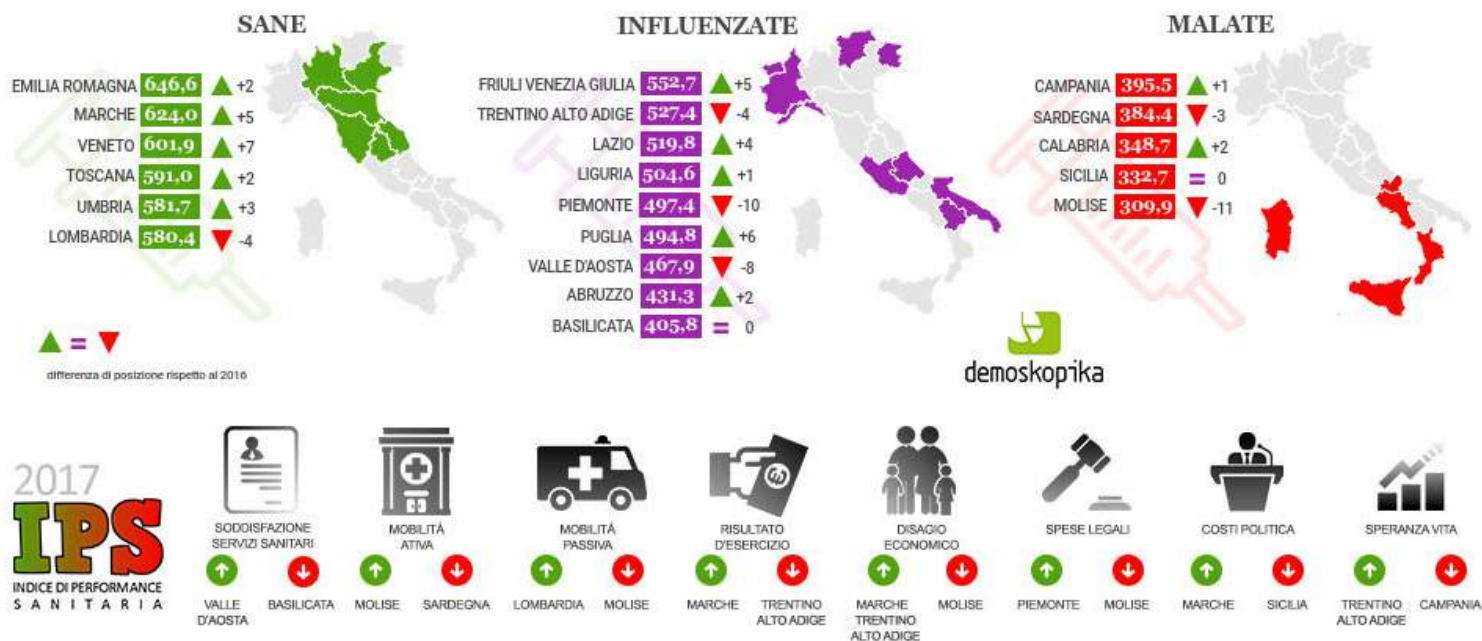 SANE
EMILIA ROMAGNA 646,6 +2
MARCHE 624,0 +5
VENETO 601,9 +7
TOSCANA 591,0 +2
UMBRIA 581,7 +3
LOMBARDIA 580,4 -4
differenza di posizione rispetto al 2016
INFLUENZATE
FRIULI VENEZIA GIULIA 552,7 +5
TRENTINO ALTO ADIGE 527,4 -4
LAZIO 519,8 +4
LIGURIA 504,6 +1
PIEMONTE 497,4 -10
PUGLIA 494,8 +6
VALLE D'AOSTA 467,9 -8
ABRUZZO 431,3 +2
BASILICATA 405,8 = 0
MALATE
CAMPANIA 395,5 +1
SARDEGNA 384,4 -3
CALABRIA 348,7 +2
SICILIA 332,7 = 0
MOLISE 309,9 -11
demoskopika
2017
IPS
INDICE DI PERFORMANCE
SANITARIA
SODDISFAZIONE
SERVIZI SANITARI
VALLE
D'AOSTA
BASILICATA
MOBILITÀ
ATIVA
MOLISE
SARDEGNA
MOBILITÀ
PASSIVA
LOMBARDIA
MOLISE
RISULTATO
D'ESERCIZIO
MARCHE
TRENTINO
ALTO ADIGE
DISAGIO
ECONOMICO
MARCHE
TRENTINO
ALTO ADIGE
MOLISE
SPESE LEGALI
PIEMONTE
MOLISE
COSTI POLITICA
MARCHE
SICILIA
SPERANZA VITA
TRENTINO
ALTO ADIGE
CAMPANIA